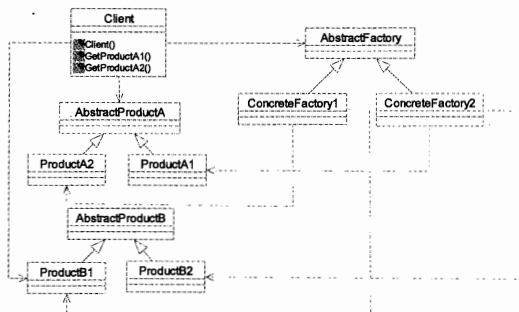 Client
Client()
GetProductA1()
GetProductA2()
AbstractFactory
ConcreteFactory1
ConcreteFactory2
AbstractProductA
ProductA2
ProductA1
AbstractProductB
ProductB1
ProductB2